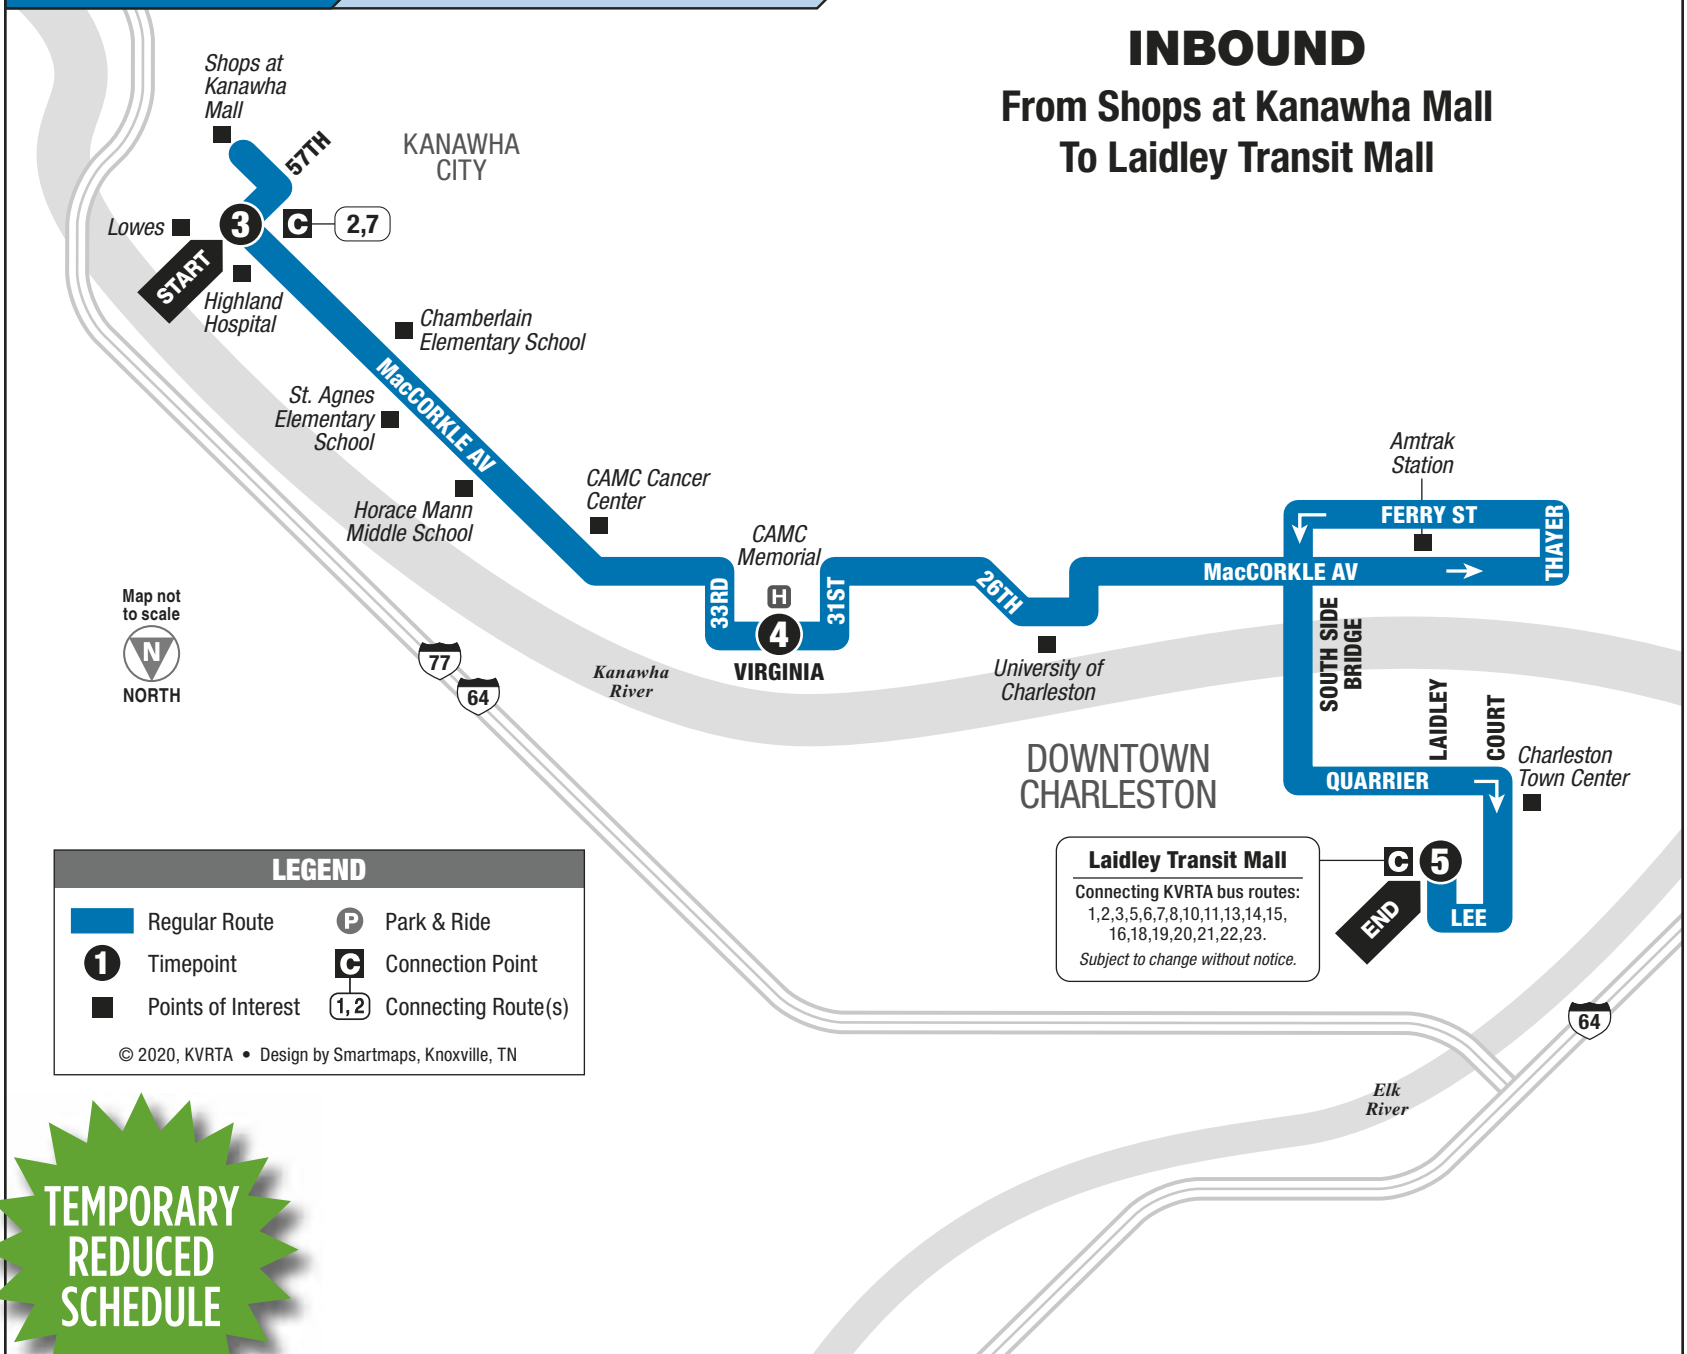 INBOUND
From Shops at Kanawha Mall
To Laidley Transit Mall
Shops at
Kanawha
Mall
57TH
KANAWHA
CITY
Lowes
3
C
2,7
START
Highland
Hospital
Chamberlain
Elementary School
MacCORKLE AV
St. Agnes
Elementary
School
Horace Mann
Middle School
CAMC Cancer
Center
CAMC
Memorial
H
33RD
4
31ST
VIRGINIA
26TH
University of
Charleston
Amtrak
Station
FERRY ST
THAYER
MacCORKLE AV
SOUTH SIDE
BRIDGE
Map not
to scale
N
NORTH
77
64
Kanawha
River
DOWNTOWN
CHARLESTON
LAIDLEY
COURT
Charleston
Town Center
QUARRIER
Laidley Transit Mall
Connecting KVRTA bus routes:
1,2,3,5,6,7,8,10,11,13,14,15,
16,18,19,20,21,22,23.
Subject to change without notice.
C
5
END
LEE
LEGEND
Regular Route
P
Park & Ride
1
Timepoint
C
Connection Point
Points of Interest
1,2
Connecting Route(s)
© 2020, KVRTA • Design by Smartmaps, Knoxville, TN
64
Elk
River
TEMPORARY
REDUCED
SCHEDULE